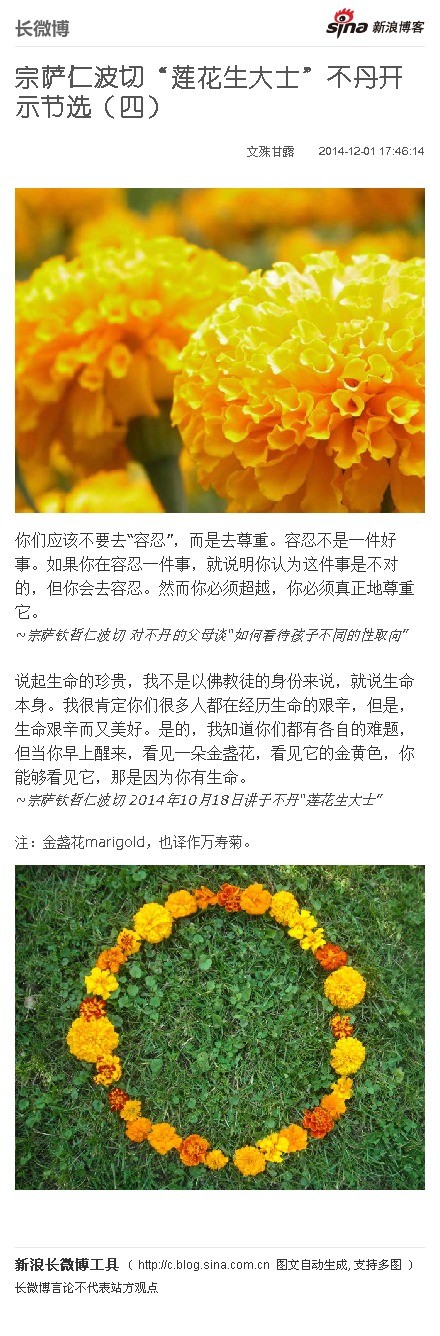 长微博
sina 新浪博客
宗萨仁波切“莲花生大士”不丹开
示节选（四）
文殊甘露 2014-12-01 17:46:14
你们应该不要去“容忍”，而是去尊重。容忍不是一件好
事。如果你在容忍一件事，就说明你认为这件事是不对
的，但你会去容忍。然而你必须超越，你必须真正地尊重
它。
~宗萨钦哲仁波切 对不丹的父母谈“如何看待孩子不同的性取向”
说起生命的珍贵，我不是以佛教徒的身份来说，就说生命
本身。我很肯定你们很多人都在经历生命的艰辛，但是，
生命艰辛而又美好。是的，我知道你们都有各自的难题，
但当你早上醒来，看见一朵金盏花，看见它的金黄色，你
能够看见它，那是因为你有生命。
~宗萨钦哲仁波切 2014年10月18日讲于不丹“莲花生大士”
注：金盏花marigold，也译作万寿菊。
新浪长微博工具（ http://c.blog.sina.com.cn 图文自动生成, 支持多图 ）
长微博言论不代表站方观点